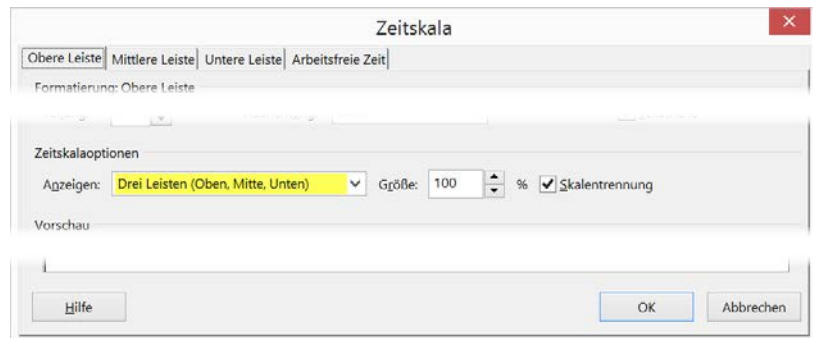 Zeitskala
Obere Leiste Mittlere Leiste Untere Leiste Arbeitsfreie Zeit
Formatierung: Obere Leiste
Zeitskalaoptionen
Anzeigen: Drei Leisten (Oben, Mitte, Unten) Größe: 100 % Skalentrennung
Vorschau
Hilfe OK Abbrechen